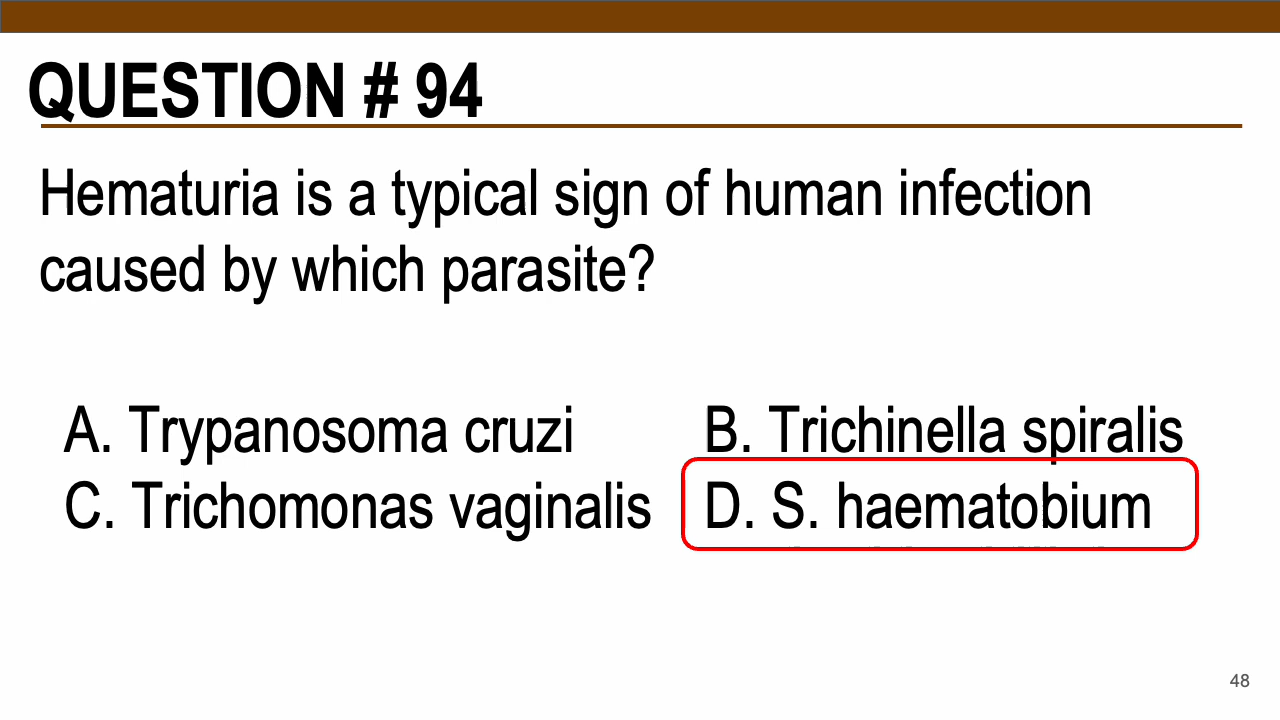 QUESTION # 94
Hematuria is a typical sign of human infection
caused by which parasite?
A. Trypanosoma cruzi B. Trichinella spiralis
C. Trichomonas vaginalis D. S. haematobium
48